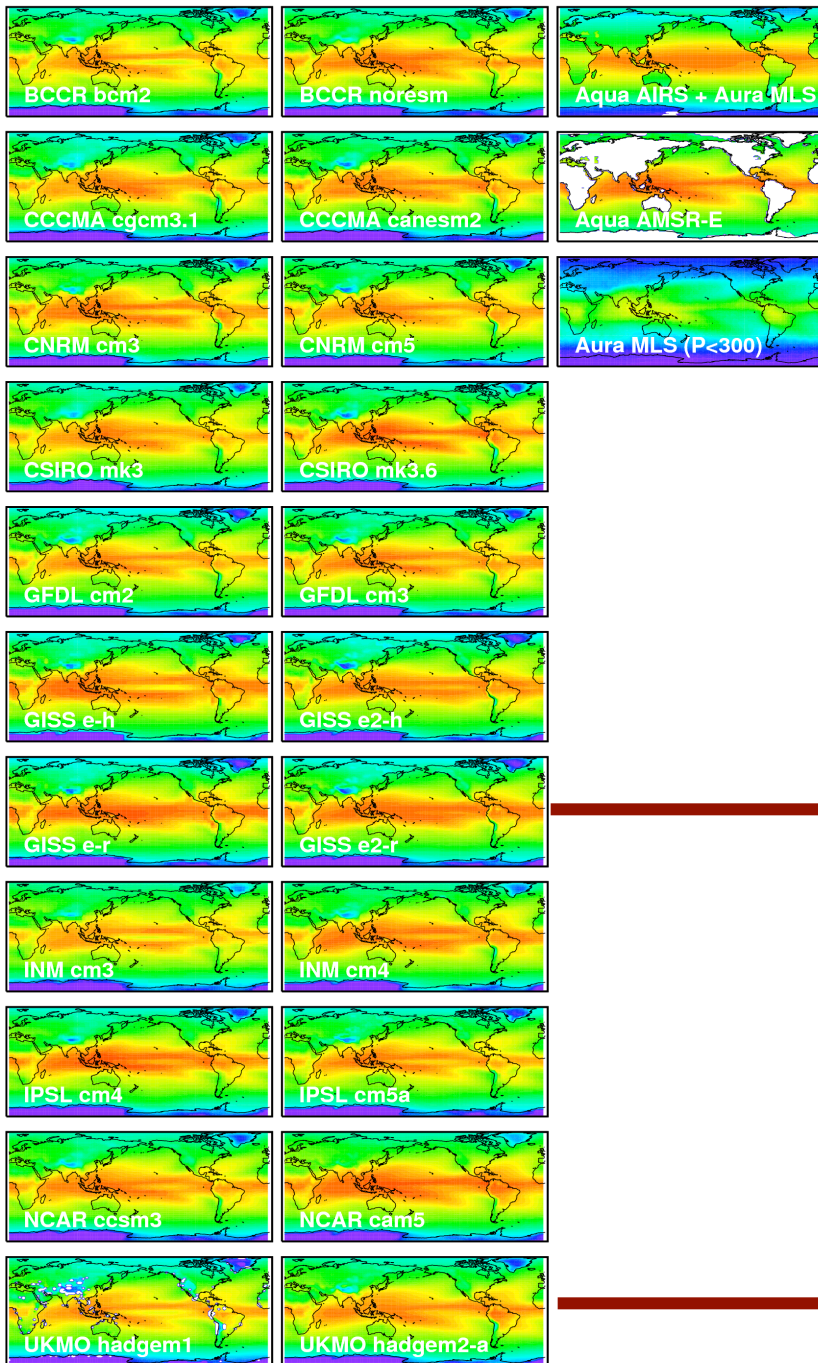 BCCR bcm2
BCCR noresm
Aqua AIRS + Aura MLS
CCCMA cgcm3.1
CCCMA canesm2
Aqua AMSR-E
CNRM cm3
CNRM cm5
Aura MLS (P<300)
CSIRO mk3
CSIRO mk3.6
GFDL cm2
GFDL cm3
GISS e-h
GISS e2-h
GISS e-r
GISS e2-r
INM cm3
INM cm4
IPSL cm4
IPSL cm5a
NCAR ccsm3
NCAR cam5
UKMO hadgem1
UKMO hadgem2-a